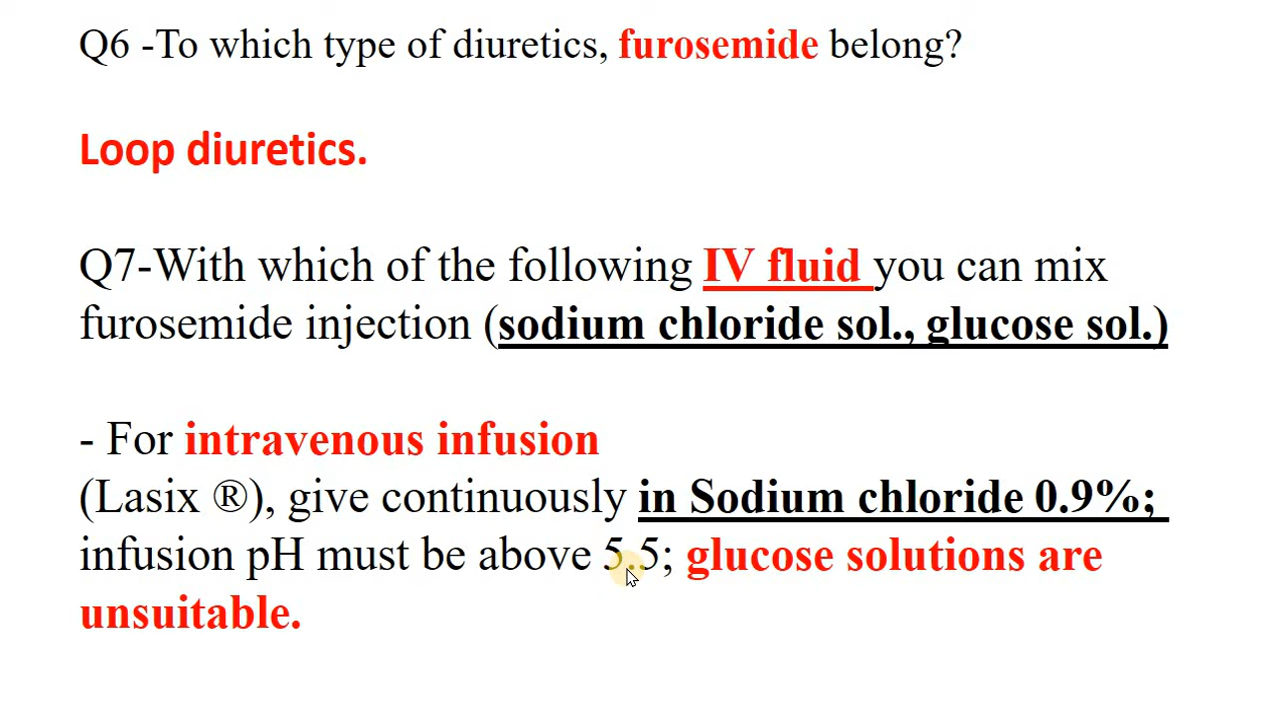 Q6 -To which type of diuretics, furosemide belong?
Loop diuretics.
Q7-With which of the following IV fluid you can mix
furosemide injection (sodium chloride sol., glucose sol.)
- For intravenous infusion
(Lasix ®), give continuously in Sodium chloride 0.9%;
infusion pH must be above 5.5; glucose solutions are
unsuitable.